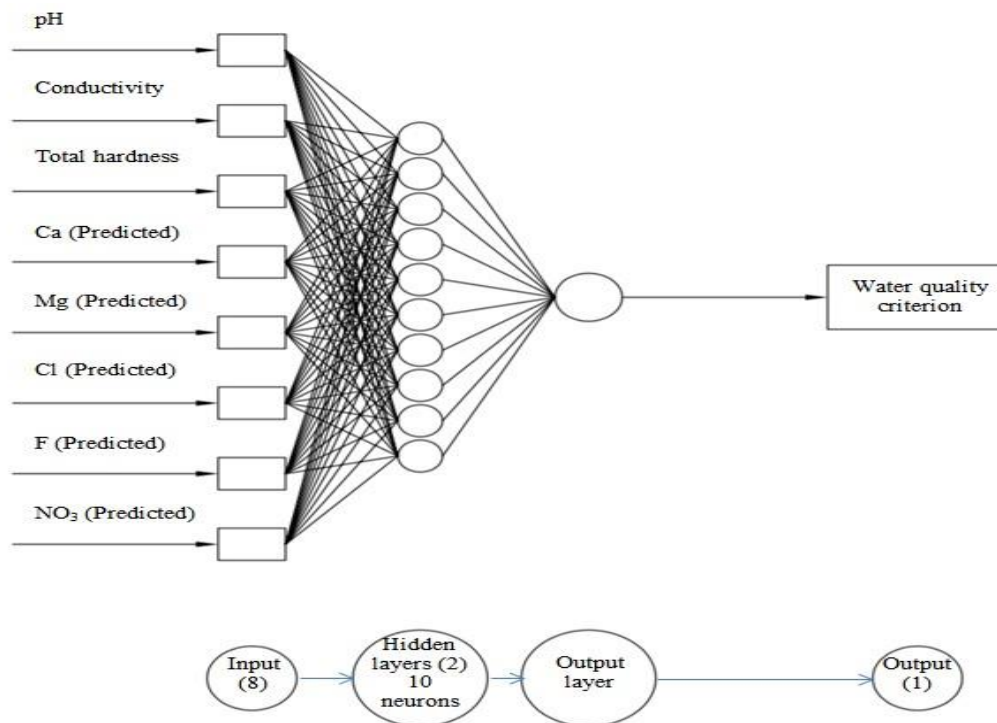 pH
Conductivity
Total hardness
Ca (Predicted)
Mg (Predicted)
Cl (Predicted)
F (Predicted)
NO₃ (Predicted)
Water quality
criterion
Input
(8)
Hidden
layers (2)
10
neurons
Output
layer
Output
(1)